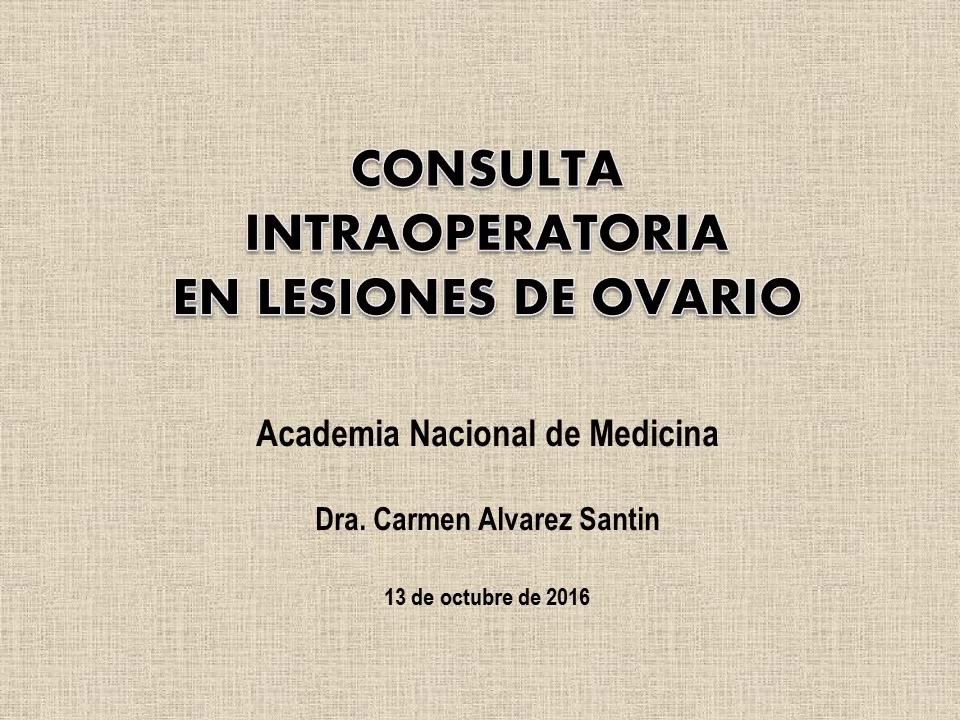 CONSULTA
INTRAOPERATORIA
EN LESIONES DE OVARIO
Academia Nacional de Medicina
Dra. Carmen Alvarez Santin
13 de octubre de 2016